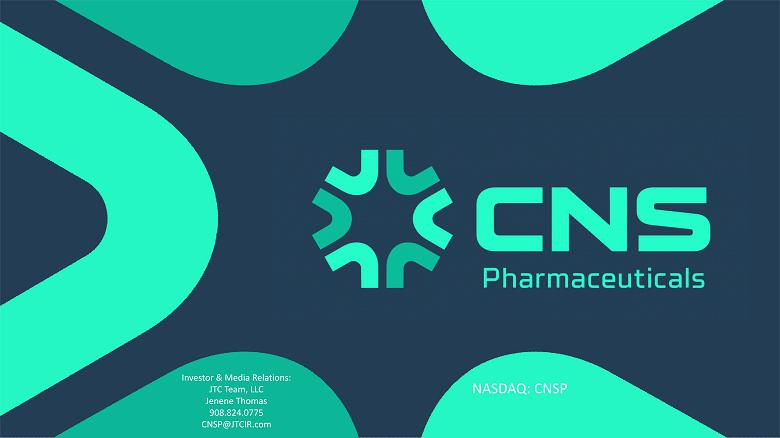 CNS
Pharmaceuticals
Investor & Media Relations:
JTC Team, LLC
Jenene Thomas
908.824.0775
CNSP@JTCIR.com
NASDAQ: CNSP